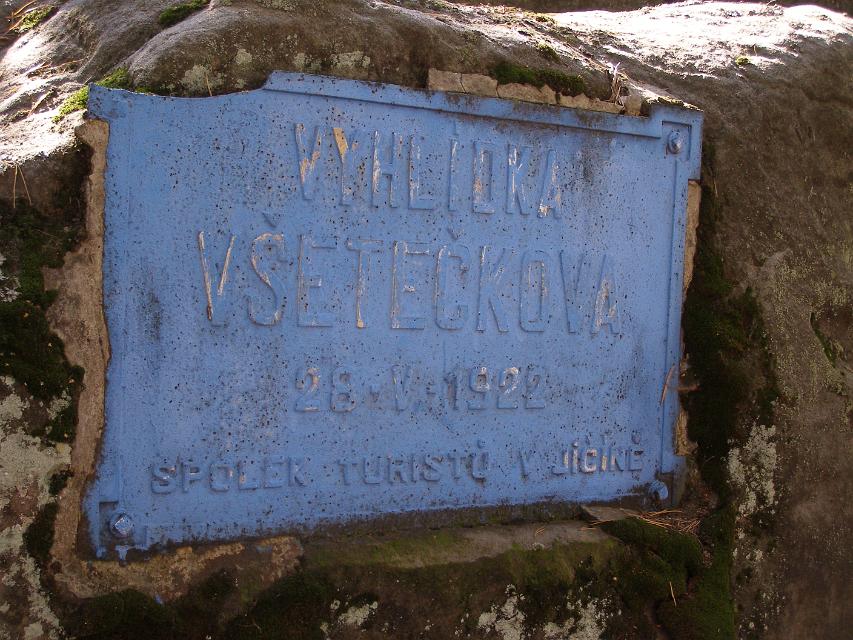 VYHLÍDKA
VŠETEČKOVA
28. V. 1922
SPOLEK TURISTŮ V JIČÍNĚ